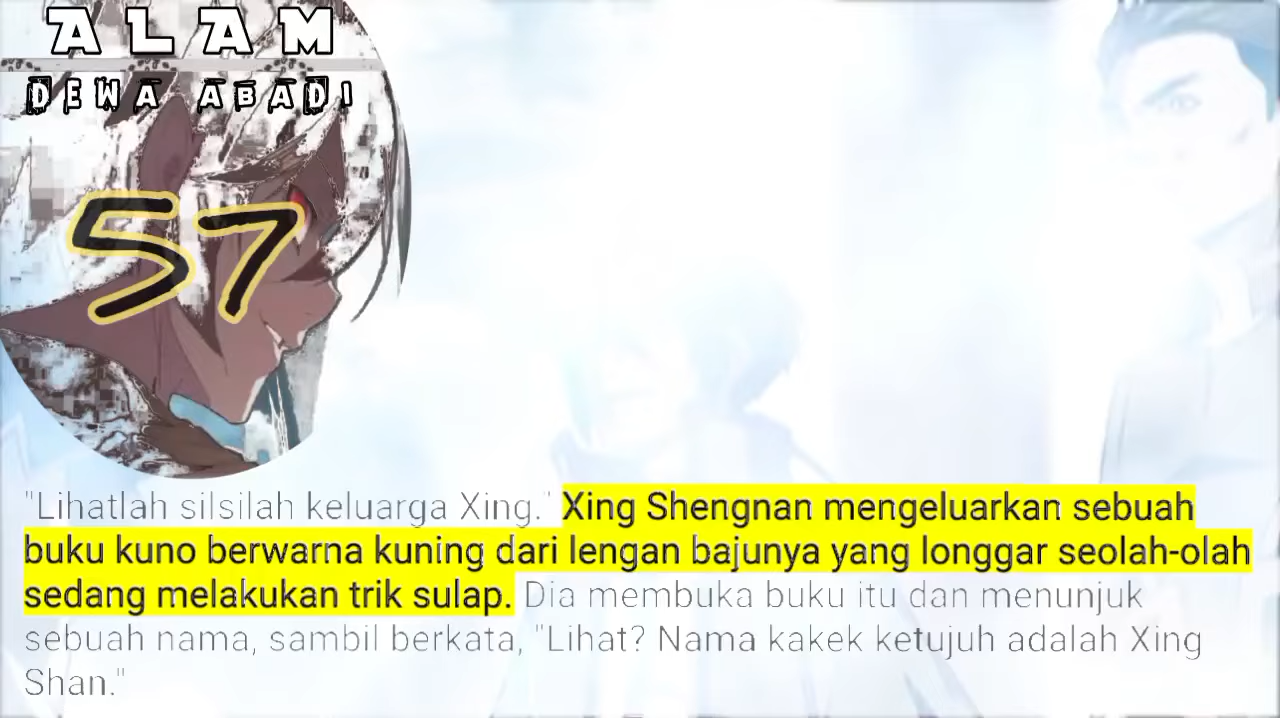 ALAM
DEWA ABADI
57
"Lihatlah silsilah keluarga Xing." Xing Shengnan mengeluarkan sebuah
buku kuno berwarna kuning dari lengan bajunya yang longgar seolah-olah
sedang melakukan trik sulap. Dia membuka buku itu dan menunjuk
sebuah nama, sambil berkata, "Lihat? Nama kakek ketujuh adalah Xing
Shan."